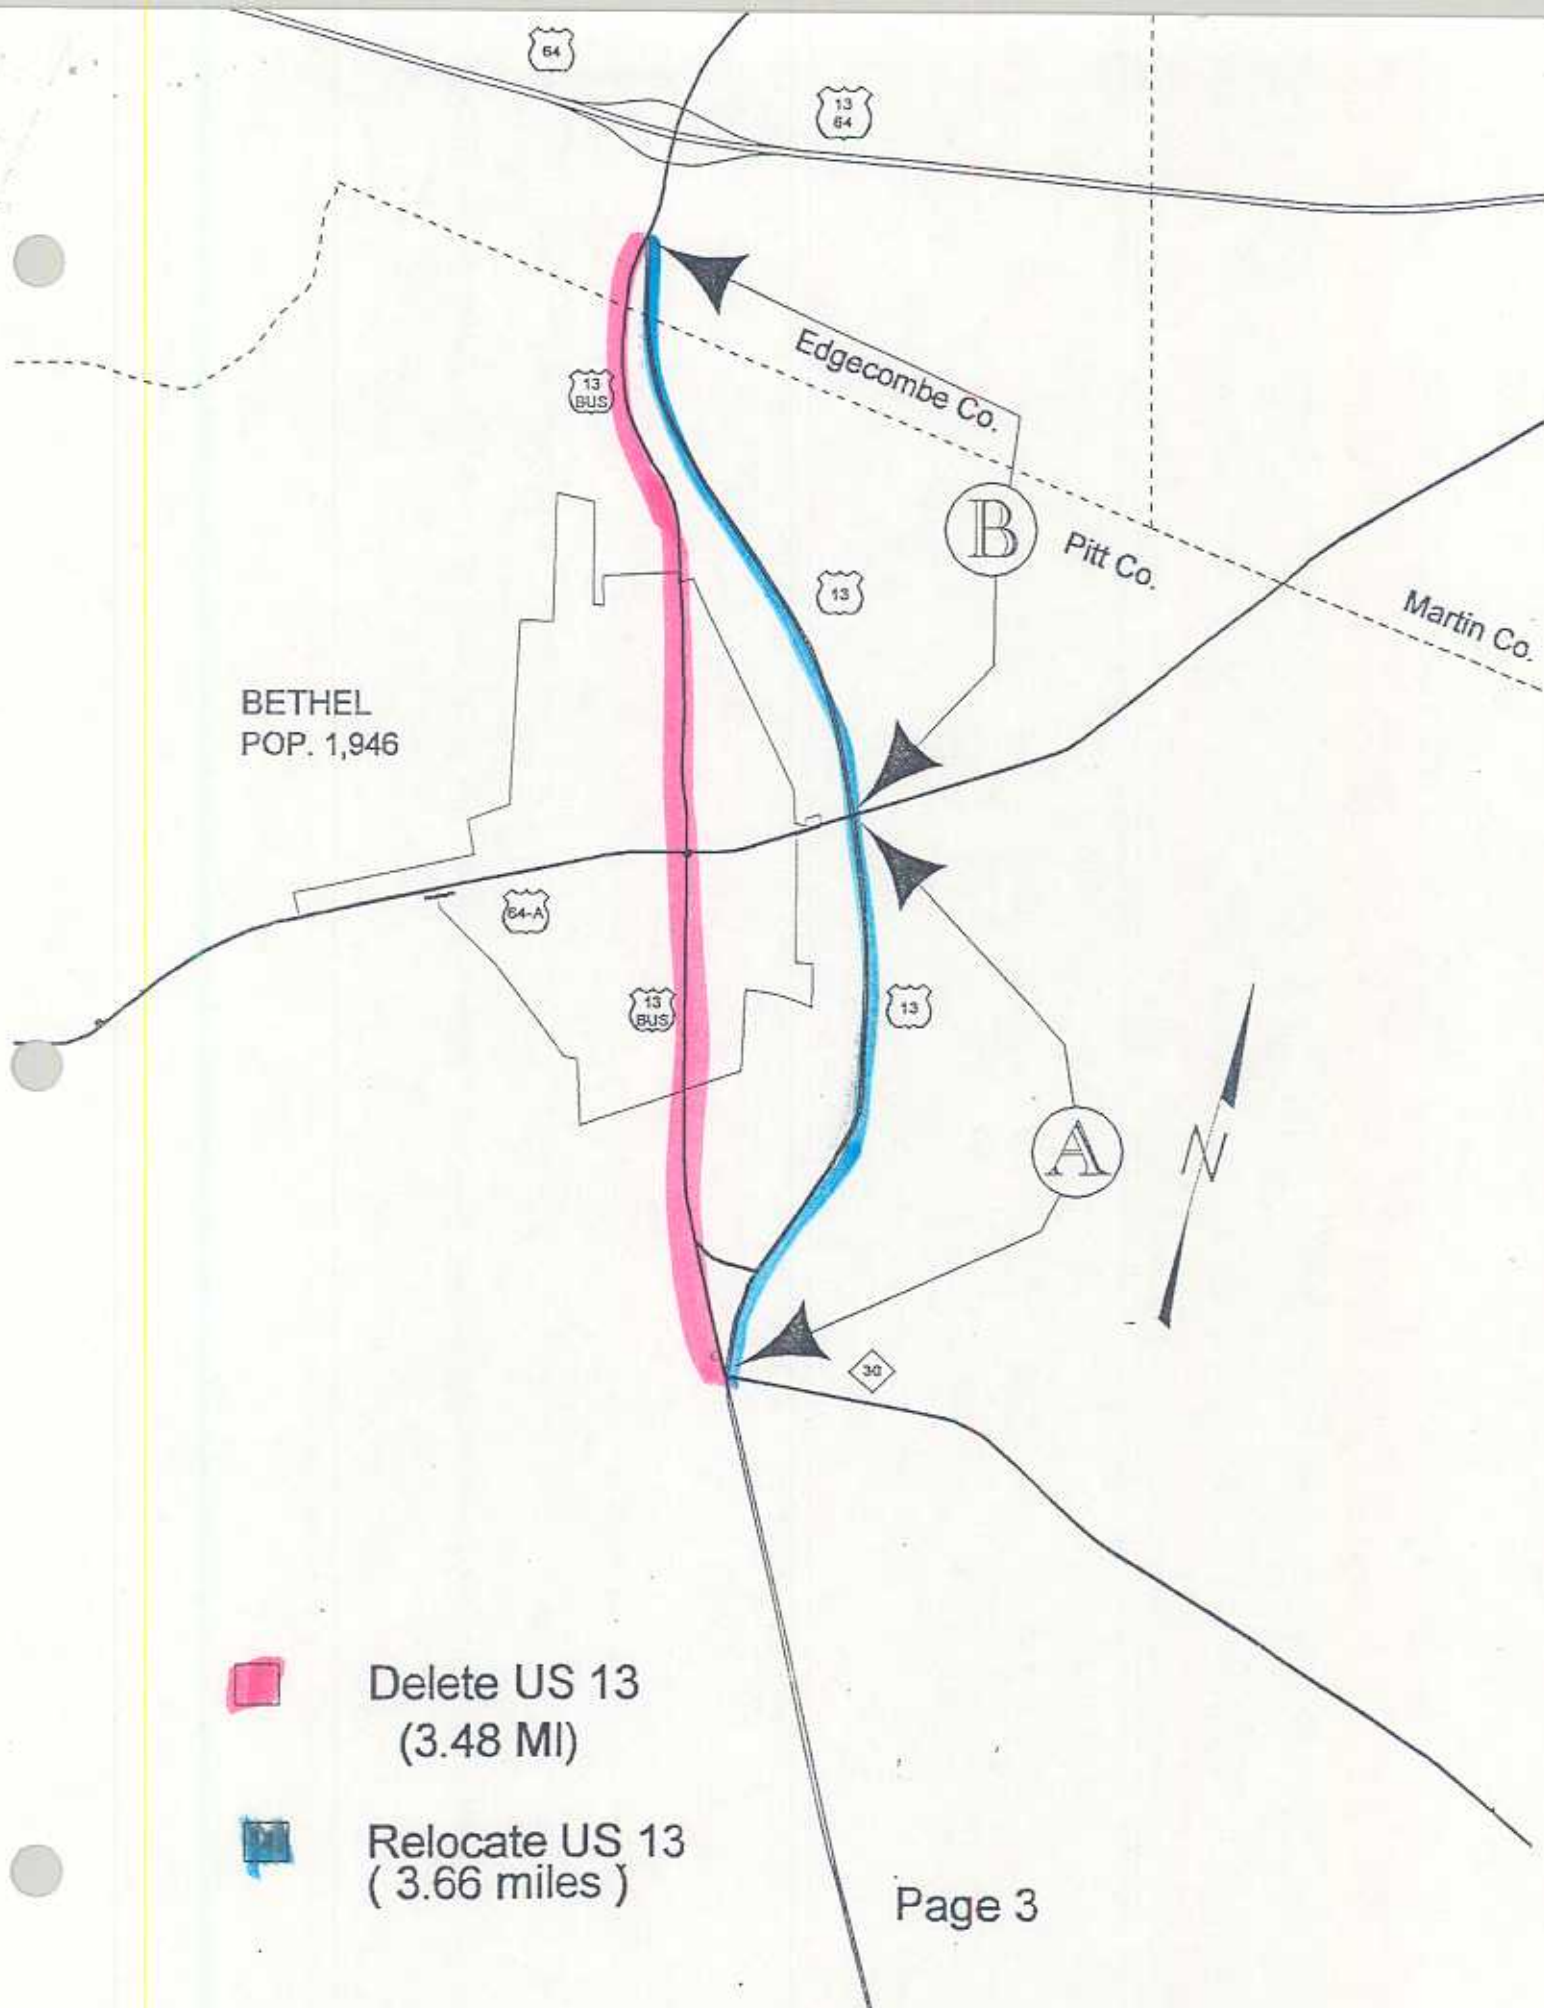 64
13
64
Edgecombe Co.
13
BUS
B
Pitt Co.
13
Martin Co.
BETHEL
POP. 1,946
64-A
13
BUS
13
A
N
30
Delete US 13
(3.48 MI)
Relocate US 13
( 3.66 miles )
Page 3